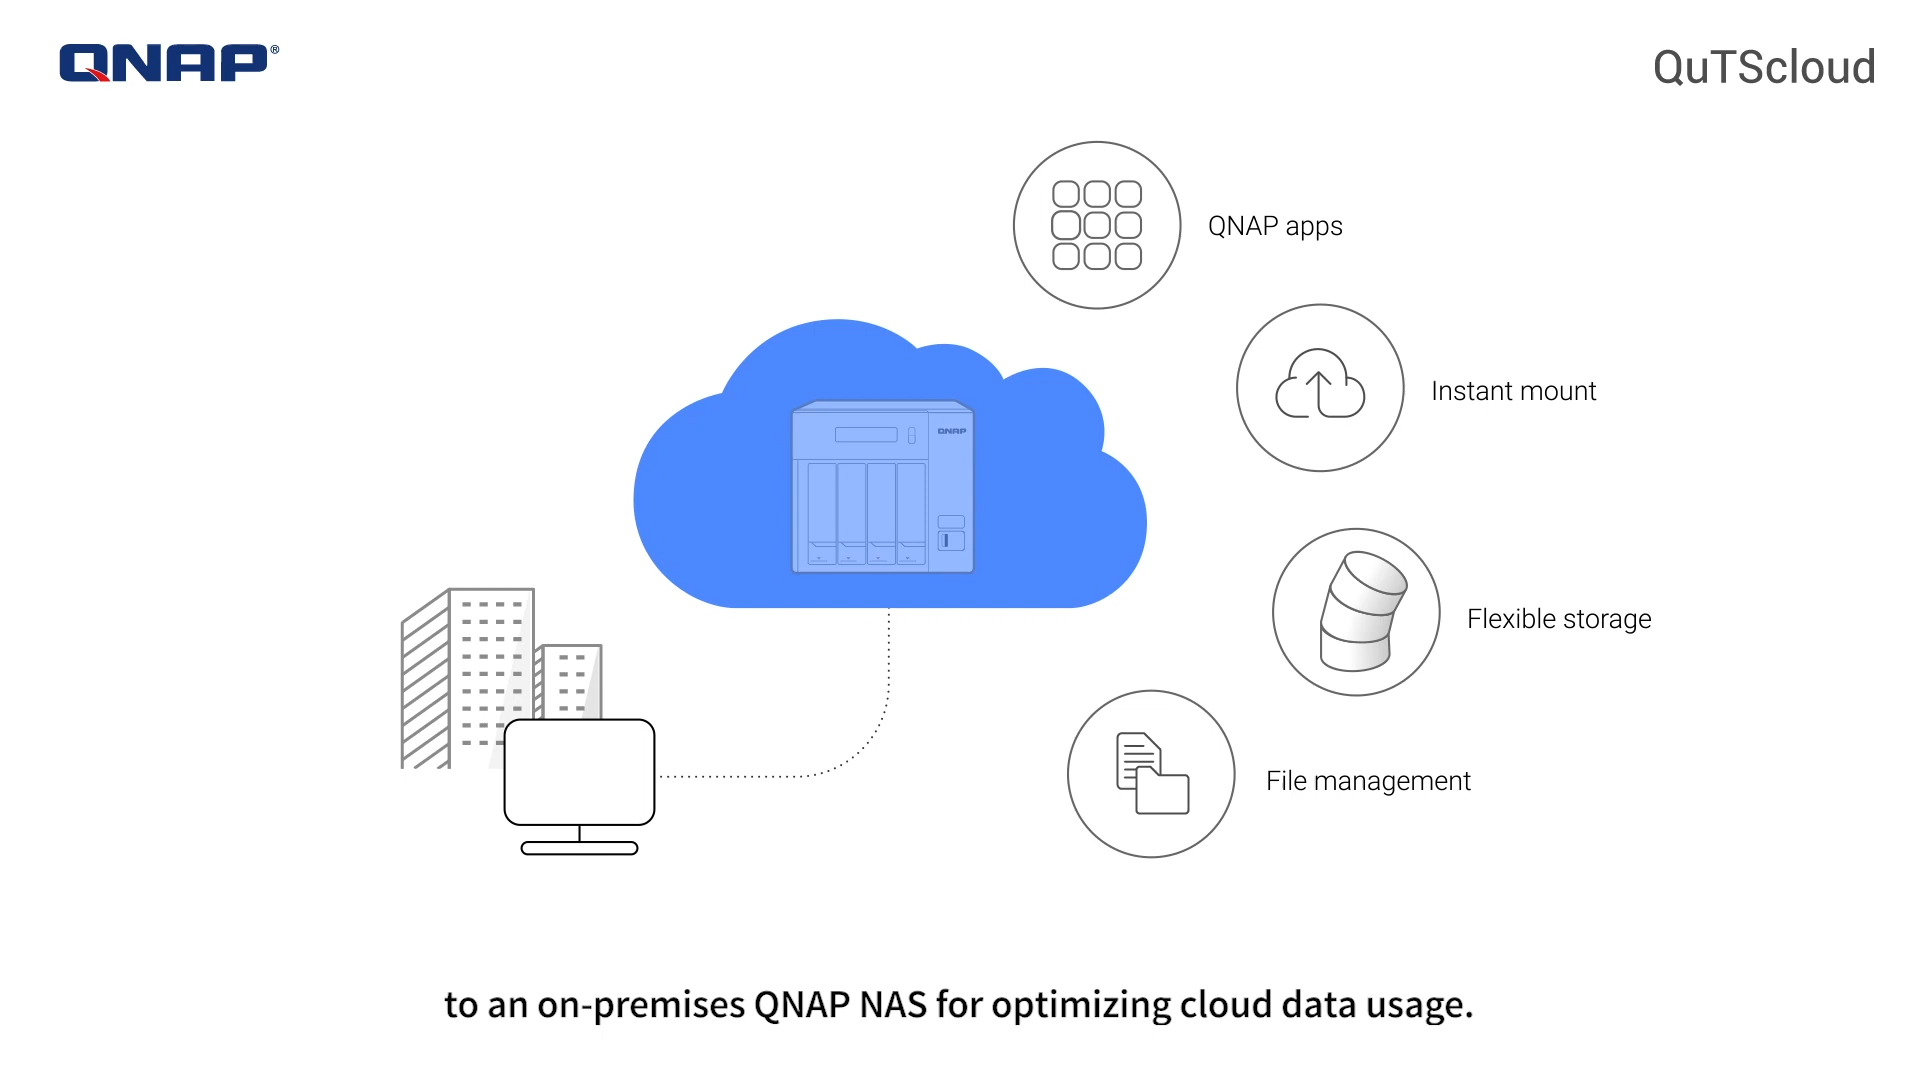 QNAP®
QuTScloud
QNAP apps
Instant mount
QNAP
Flexible storage
File management
to an on-premises QNAP NAS for optimizing cloud data usage.